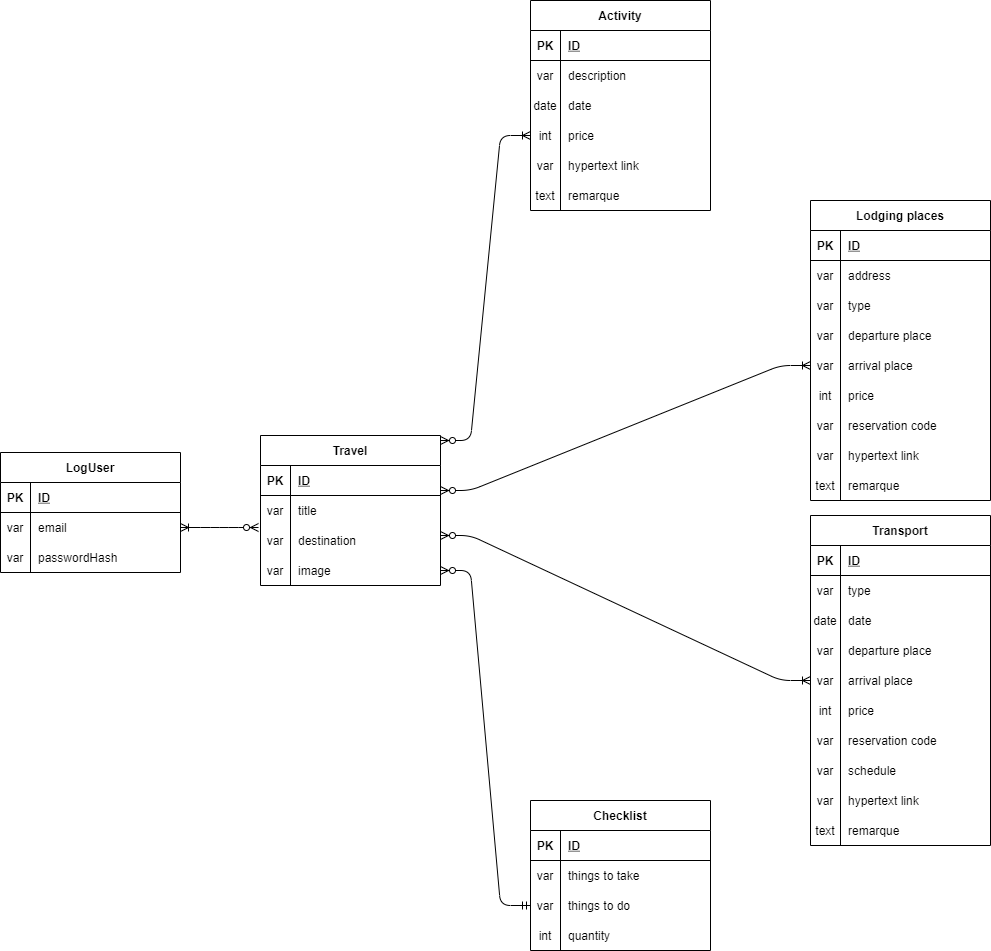 Activity
PK ID
var description
date date
int price
var hypertext link
text remarque
Lodging places
PK ID
var address
var type
var departure place
var arrival place
int price
var reservation code
var hypertext link
text remarque
LogUser
PK ID
var email
var passwordHash
Travel
PK ID
var title
var destination
var image
Transport
PK ID
var type
date date
var departure place
var arrival place
int price
var reservation code
var schedule
var hypertext link
text remarque
Checklist
PK ID
var things to take
var things to do
int quantity